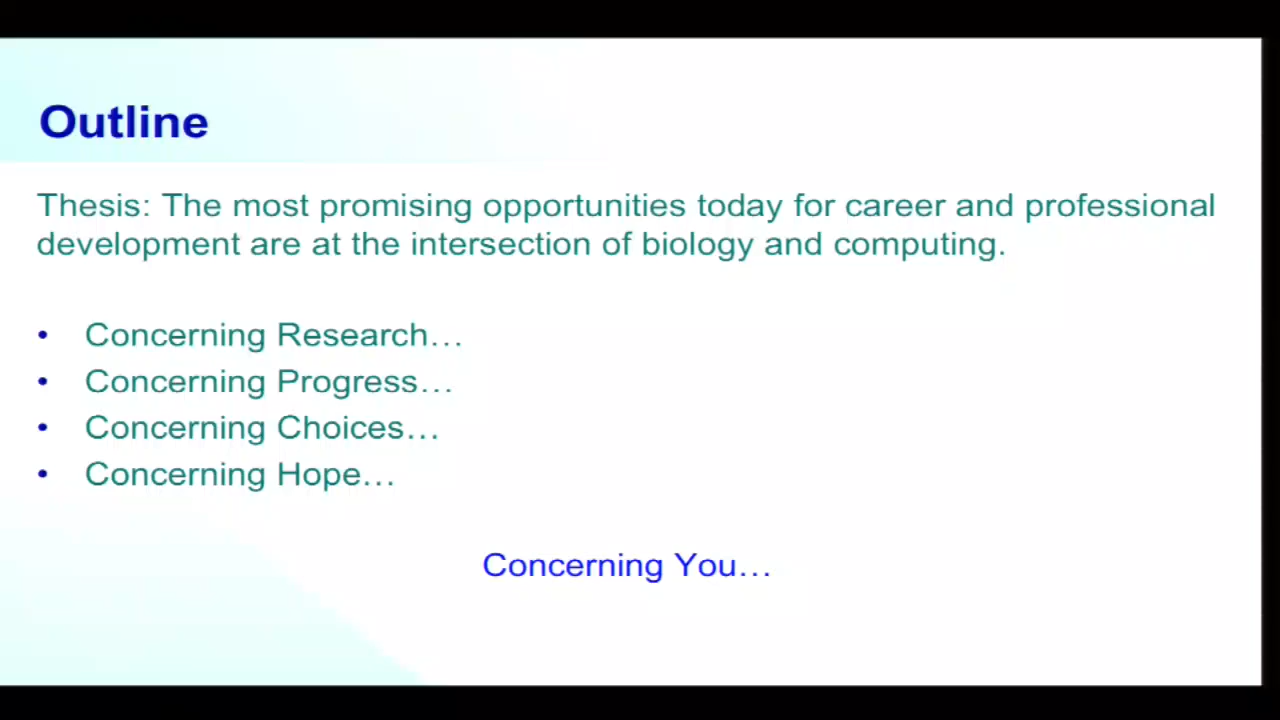 Outline
Thesis: The most promising opportunities today for career and professional
development are at the intersection of biology and computing.
• Concerning Research…
• Concerning Progress…
• Concerning Choices…
• Concerning Hope…
Concerning You…